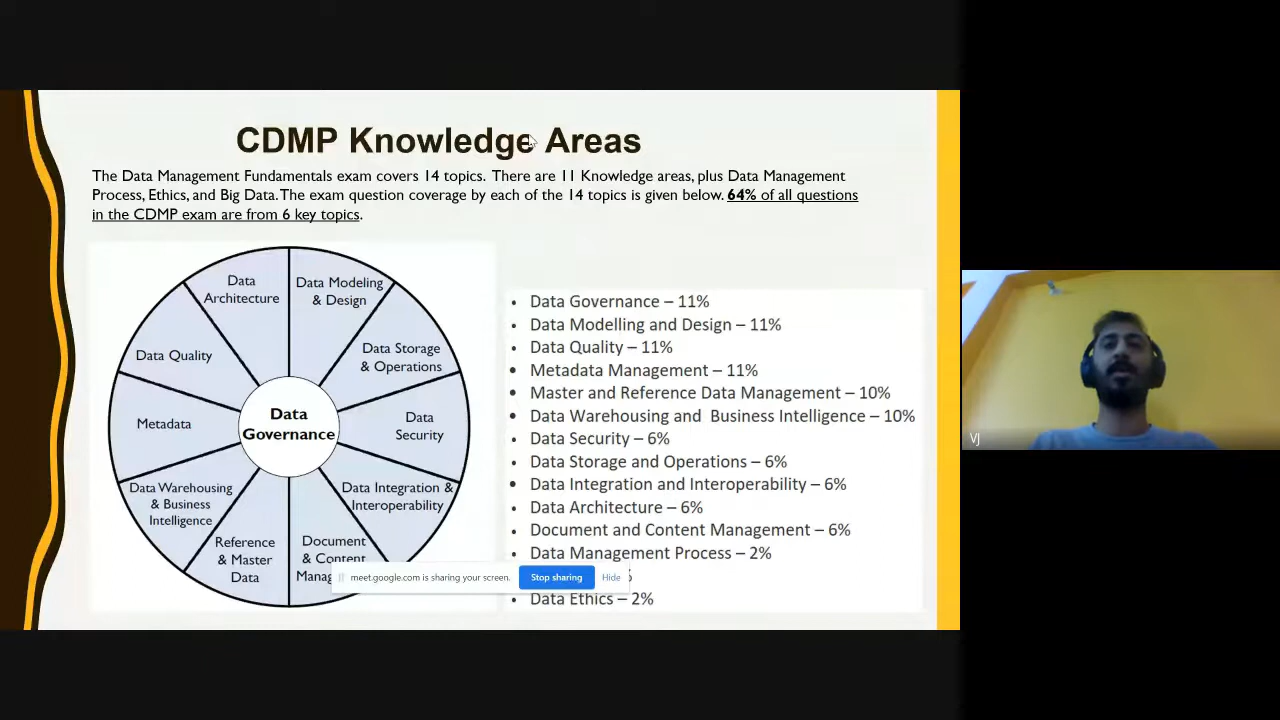 CDMP Knowledge Areas
The Data Management Fundamentals exam covers 14 topics. There are 11 Knowledge areas, plus Data Management
Process, Ethics, and Big Data. The exam question coverage by each of the 14 topics is given below. 64% of all questions
in the CDMP exam are from 6 key topics.
Data
Architecture
Data Modeling
& Design
Data Quality
Data Storage
& Operations
Metadata
Data
Governance
Data
Security
Data Warehousing
& Business
Intelligence
Data Integration &
Interoperability
Reference
& Master
Data
Document
& Content
• Data Governance – 11%
• Data Modelling and Design – 11%
• Data Quality – 11%
• Metadata Management – 11%
• Master and Reference Data Management – 10%
• Data Warehousing and Business Intelligence – 10%
• Data Security – 6%
• Data Storage and Operations – 6%
• Data Integration and Interoperability – 6%
• Data Architecture – 6%
• Document and Content Management – 6%
• Data Management Process – 2%
• Data Ethics – 2%
meet.google.com is sharing your screen.
Stop sharing
Hide
VJ